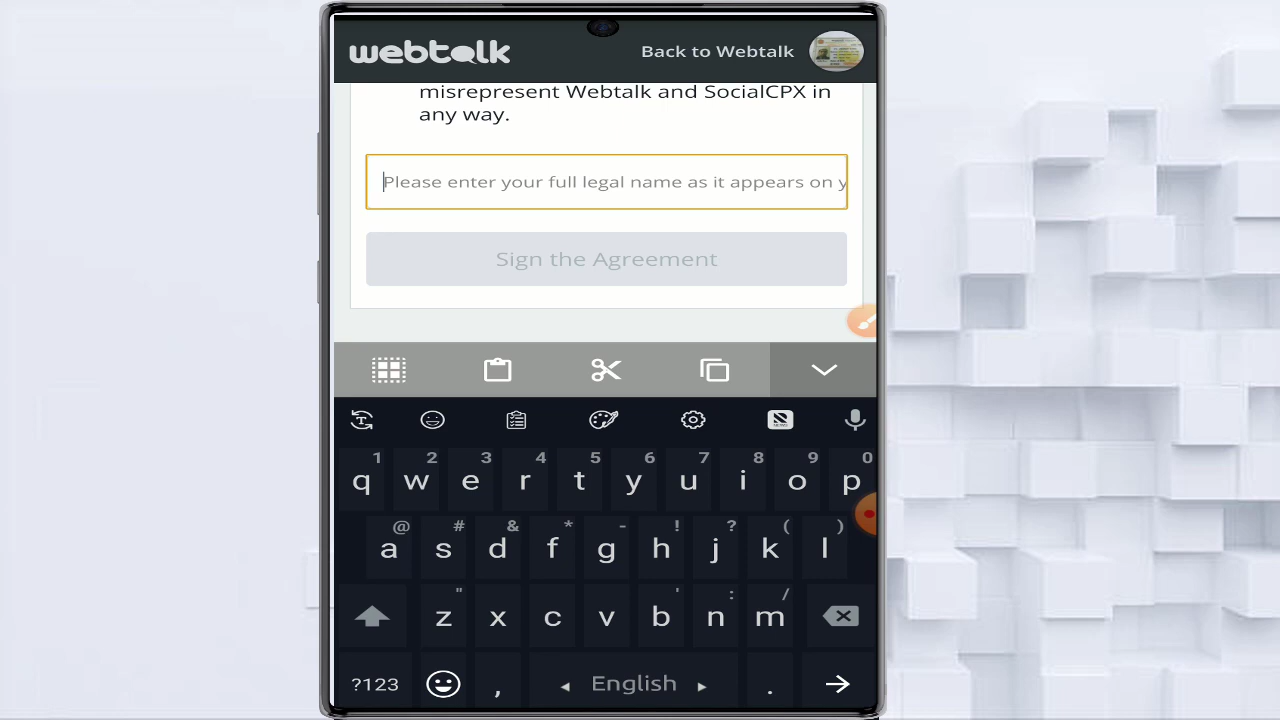 webtalk Back to Webtalk
misrepresent Webtalk and SocialCPX in
any way.
Please enter your full legal name as it appears on y
Sign the Agreement
1 2 3 4 5 6 7 8 9 0
q w e r t y u i o p
@ # & * - ! ? ( )
a s d f g h j k l
" ' : /
z x c v b n m
?123 , English .